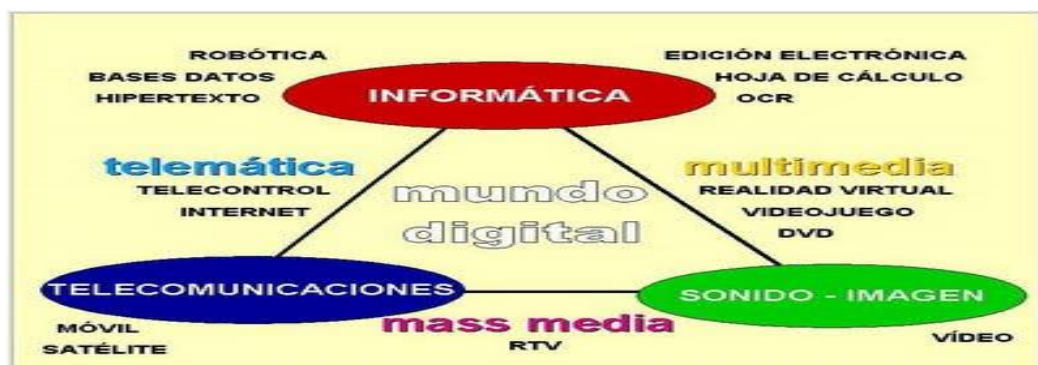 ROBÓTICA
EDICIÓN ELECTRÓNICA
BASES DATOS
HOJA DE CÁLCULO
HIPERTEXTO
INFORMÁTICA
OCR
telemática
multimedia
TELECONTROL
mundo
REALIDAD VIRTUAL
INTERNET
VIDEOJUEGO
digital
DVD
TELECOMUNICACIONES
SONIDO - IMAGEN
MÓVIL
mass media
VÍDEO
SATÉLITE
RTV